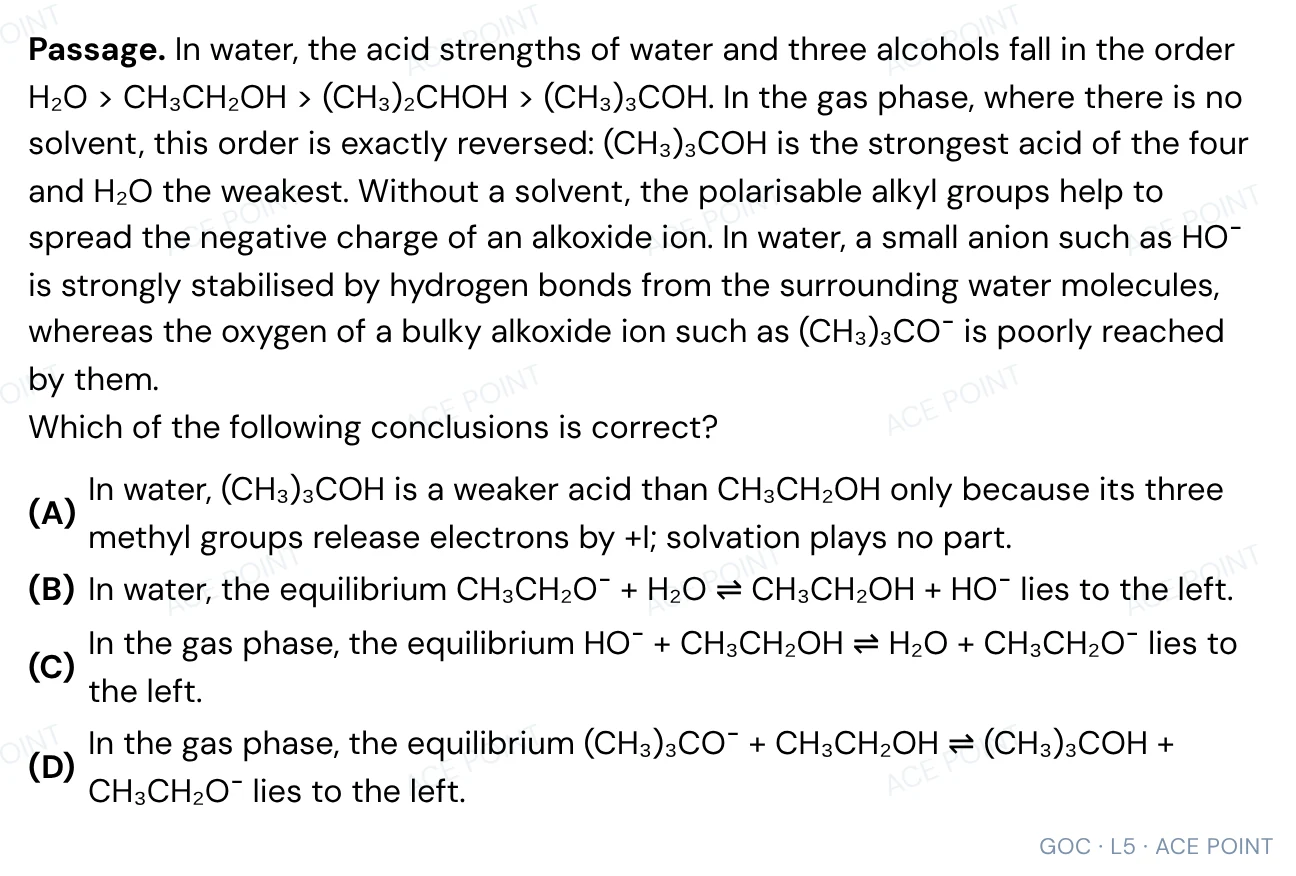 Passage. In water, the acid strengths of water and three alcohols fall in the order
H₂O > CH₃CH₂OH > (CH₃)₂CHOH > (CH₃)₃COH. In the gas phase, where there is no
solvent, this order is exactly reversed: (CH₃)₃COH is the strongest acid of the four
and H₂O the weakest. Without a solvent, the polarisable alkyl groups help to
spread the negative charge of an alkoxide ion. In water, a small anion such as HO⁻
is strongly stabilised by hydrogen bonds from the surrounding water molecules,
whereas the oxygen of a bulky alkoxide ion such as (CH₃)₃CO⁻ is poorly reached
by them.
Which of the following conclusions is correct?
(A) In water, (CH₃)₃COH is a weaker acid than CH₃CH₂OH only because its three
methyl groups release electrons by +I; solvation plays no part.
(B) In water, the equilibrium CH₃CH₂O⁻ + H₂O ⇌ CH₃CH₂OH + HO⁻ lies to the left.
(C) In the gas phase, the equilibrium HO⁻ + CH₃CH₂OH ⇌ H₂O + CH₃CH₂O⁻ lies to
the left.
(D) In the gas phase, the equilibrium (CH₃)₃CO⁻ + CH₃CH₂OH ⇌ (CH₃)₃COH +
CH₃CH₂O⁻ lies to the left.
GOC · L5 · ACE POINT